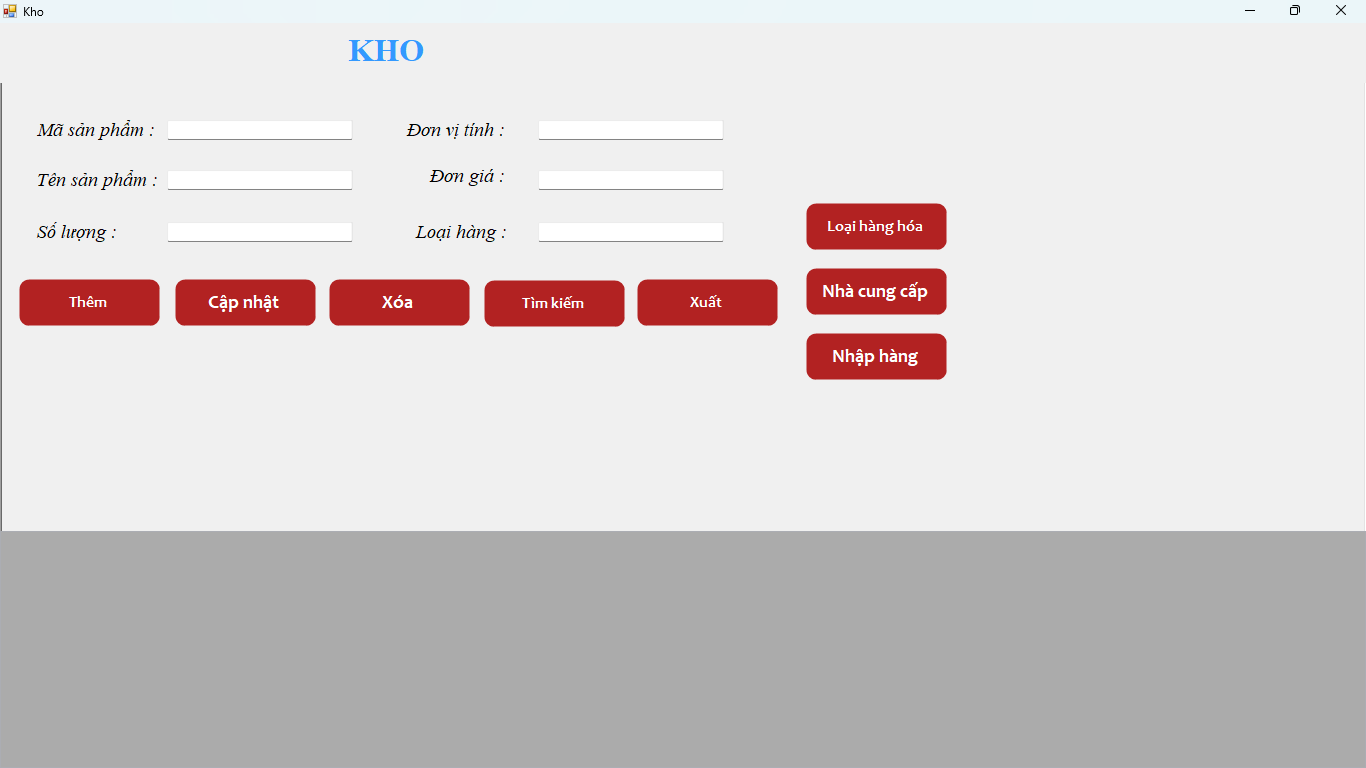 Kho
KHO
Mã sản phẩm :
Đơn vị tính :
Tên sản phẩm :
Đơn giá :
Số lượng :
Loại hàng :
Loại hàng hóa
Thêm
Cập nhật
Xóa
Tìm kiếm
Xuất
Nhà cung cấp
Nhập hàng